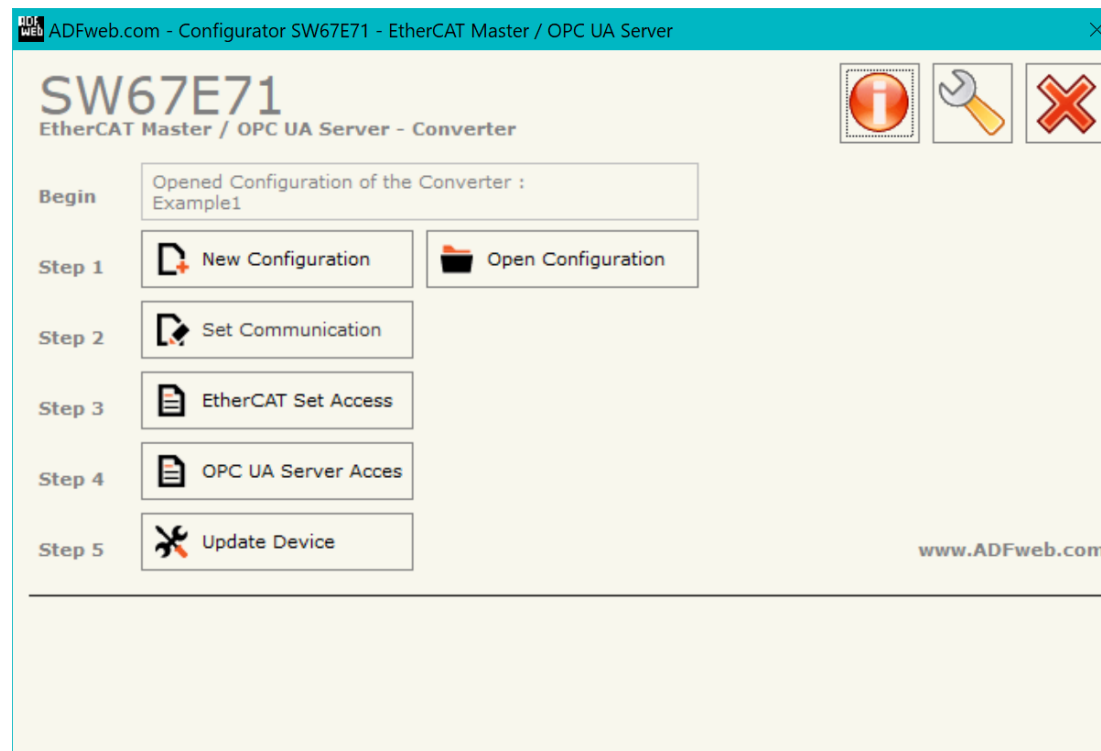 ADF
WEB
ADFweb.com - Configurator SW67E71 - EtherCAT Master / OPC UA Server
SW67E71
EtherCAT Master / OPC UA Server - Converter
Begin
Opened Configuration of the Converter :
Example1
Step 1
New Configuration
Open Configuration
Step 2
Set Communication
Step 3
EtherCAT Set Access
Step 4
OPC UA Server Acces
Step 5
Update Device
www.ADFweb.com